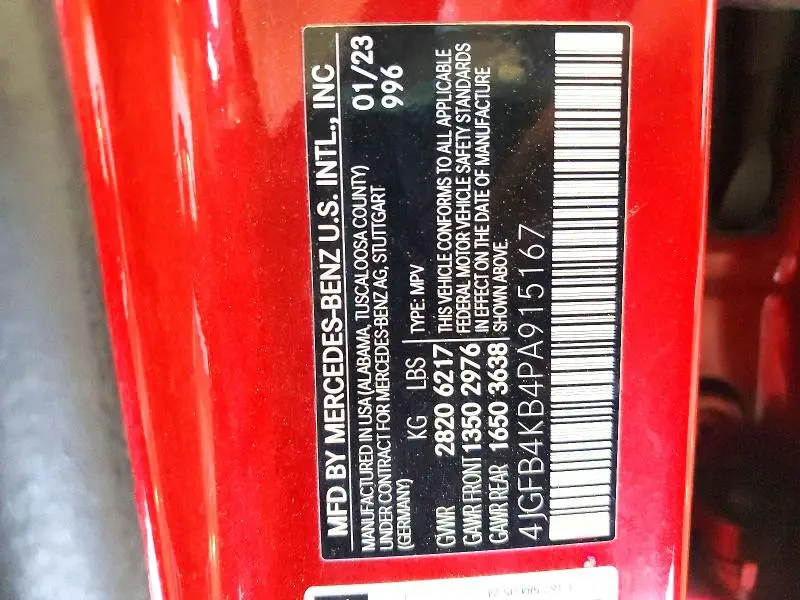 MFD BY MERCEDES-BENZ U.S. INTL., INC
MANUFACTURED IN USA (ALABAMA, TUSCALOOSA COUNTY)
UNDER CONTRACT FOR MERCEDES-BENZ AG, STUTTGART
(GERMANY)
01/23
996
KG LBS TYPE: MPV
GVWR 2820 6217
GAWR FRONT 1350 2976
GAWR REAR 1650 3638
THIS VEHICLE CONFORMS TO ALL APPLICABLE
FEDERAL MOTOR VEHICLE SAFETY STANDARDS
IN EFFECT ON THE DATE OF MANUFACTURE
SHOWN ABOVE.
4JGFB4KB4PA915167